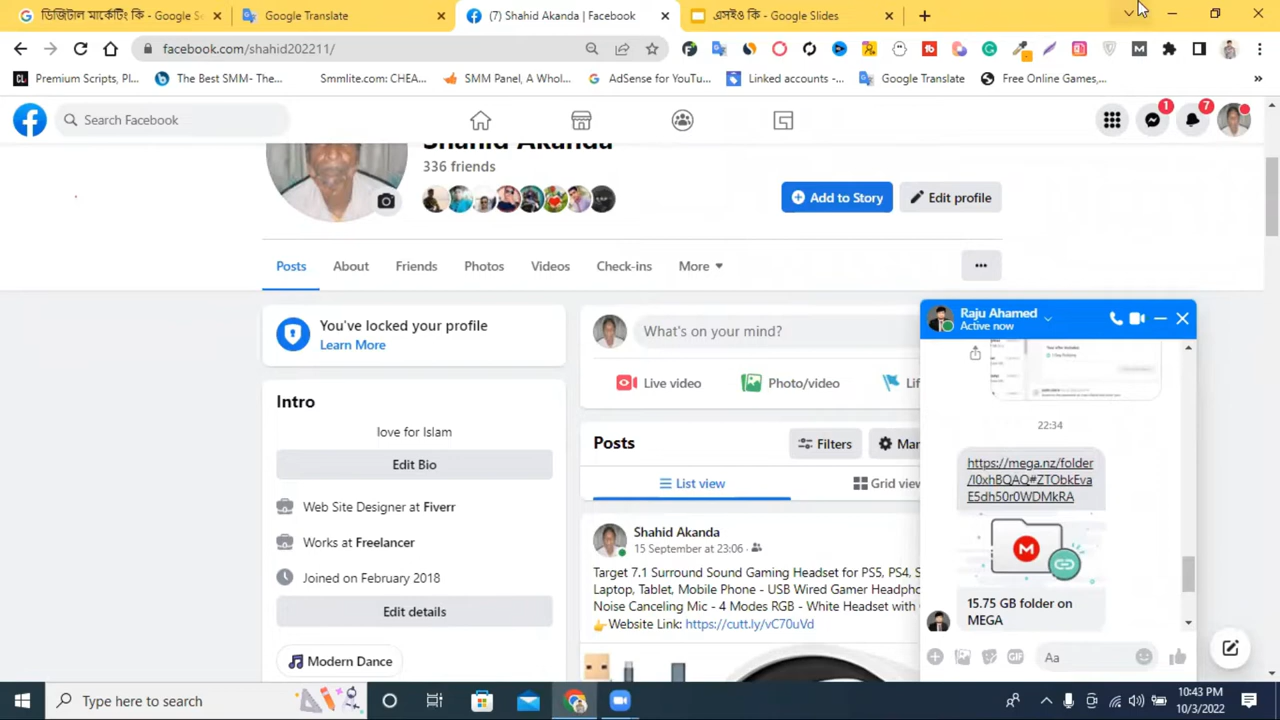 ডিজিটাল মার্কেটিং কি - Google Se
Google Translate
(7) Shahid Akanda | Facebook
এসইও কি - Google Slides
facebook.com/shahid202211/
Premium Scripts, Pl...
The Best SMM- The...
Smmlite.com: CHEA...
SMM Panel, A Whol...
AdSense for YouTu...
Linked accounts -...
Google Translate
Free Online Games,...
Search Facebook
1
7
Shahid Akanda
336 friends
Add to Story
Edit profile
Posts
About
Friends
Photos
Videos
Check-ins
More
You've locked your profile
Learn More
Intro
love for Islam
Edit Bio
Web Site Designer at Fiverr
Works at Freelancer
Joined on February 2018
Edit details
Modern Dance
What's on your mind?
Live video
Photo/video
Lif
Posts
Filters
Man
List view
Grid view
Shahid Akanda
15 September at 23:06
Target 7.1 Surround Sound Gaming Headset for PS5, PS4, S
Laptop, Tablet, Mobile Phone - USB Wired Gamer Headpho
Noise Canceling Mic - 4 Modes RGB - White Headset with
Website Link: https://cutt.ly/vC70uVd
Raju Ahamed
Active now
22:34
https://mega.nz/folder
/I0xhBQAQ#ZTObkEva
E5dh50r0WDMkRA
M
15.75 GB folder on
MEGA
GIF
Aa
Type here to search
10:43 PM
10/3/2022